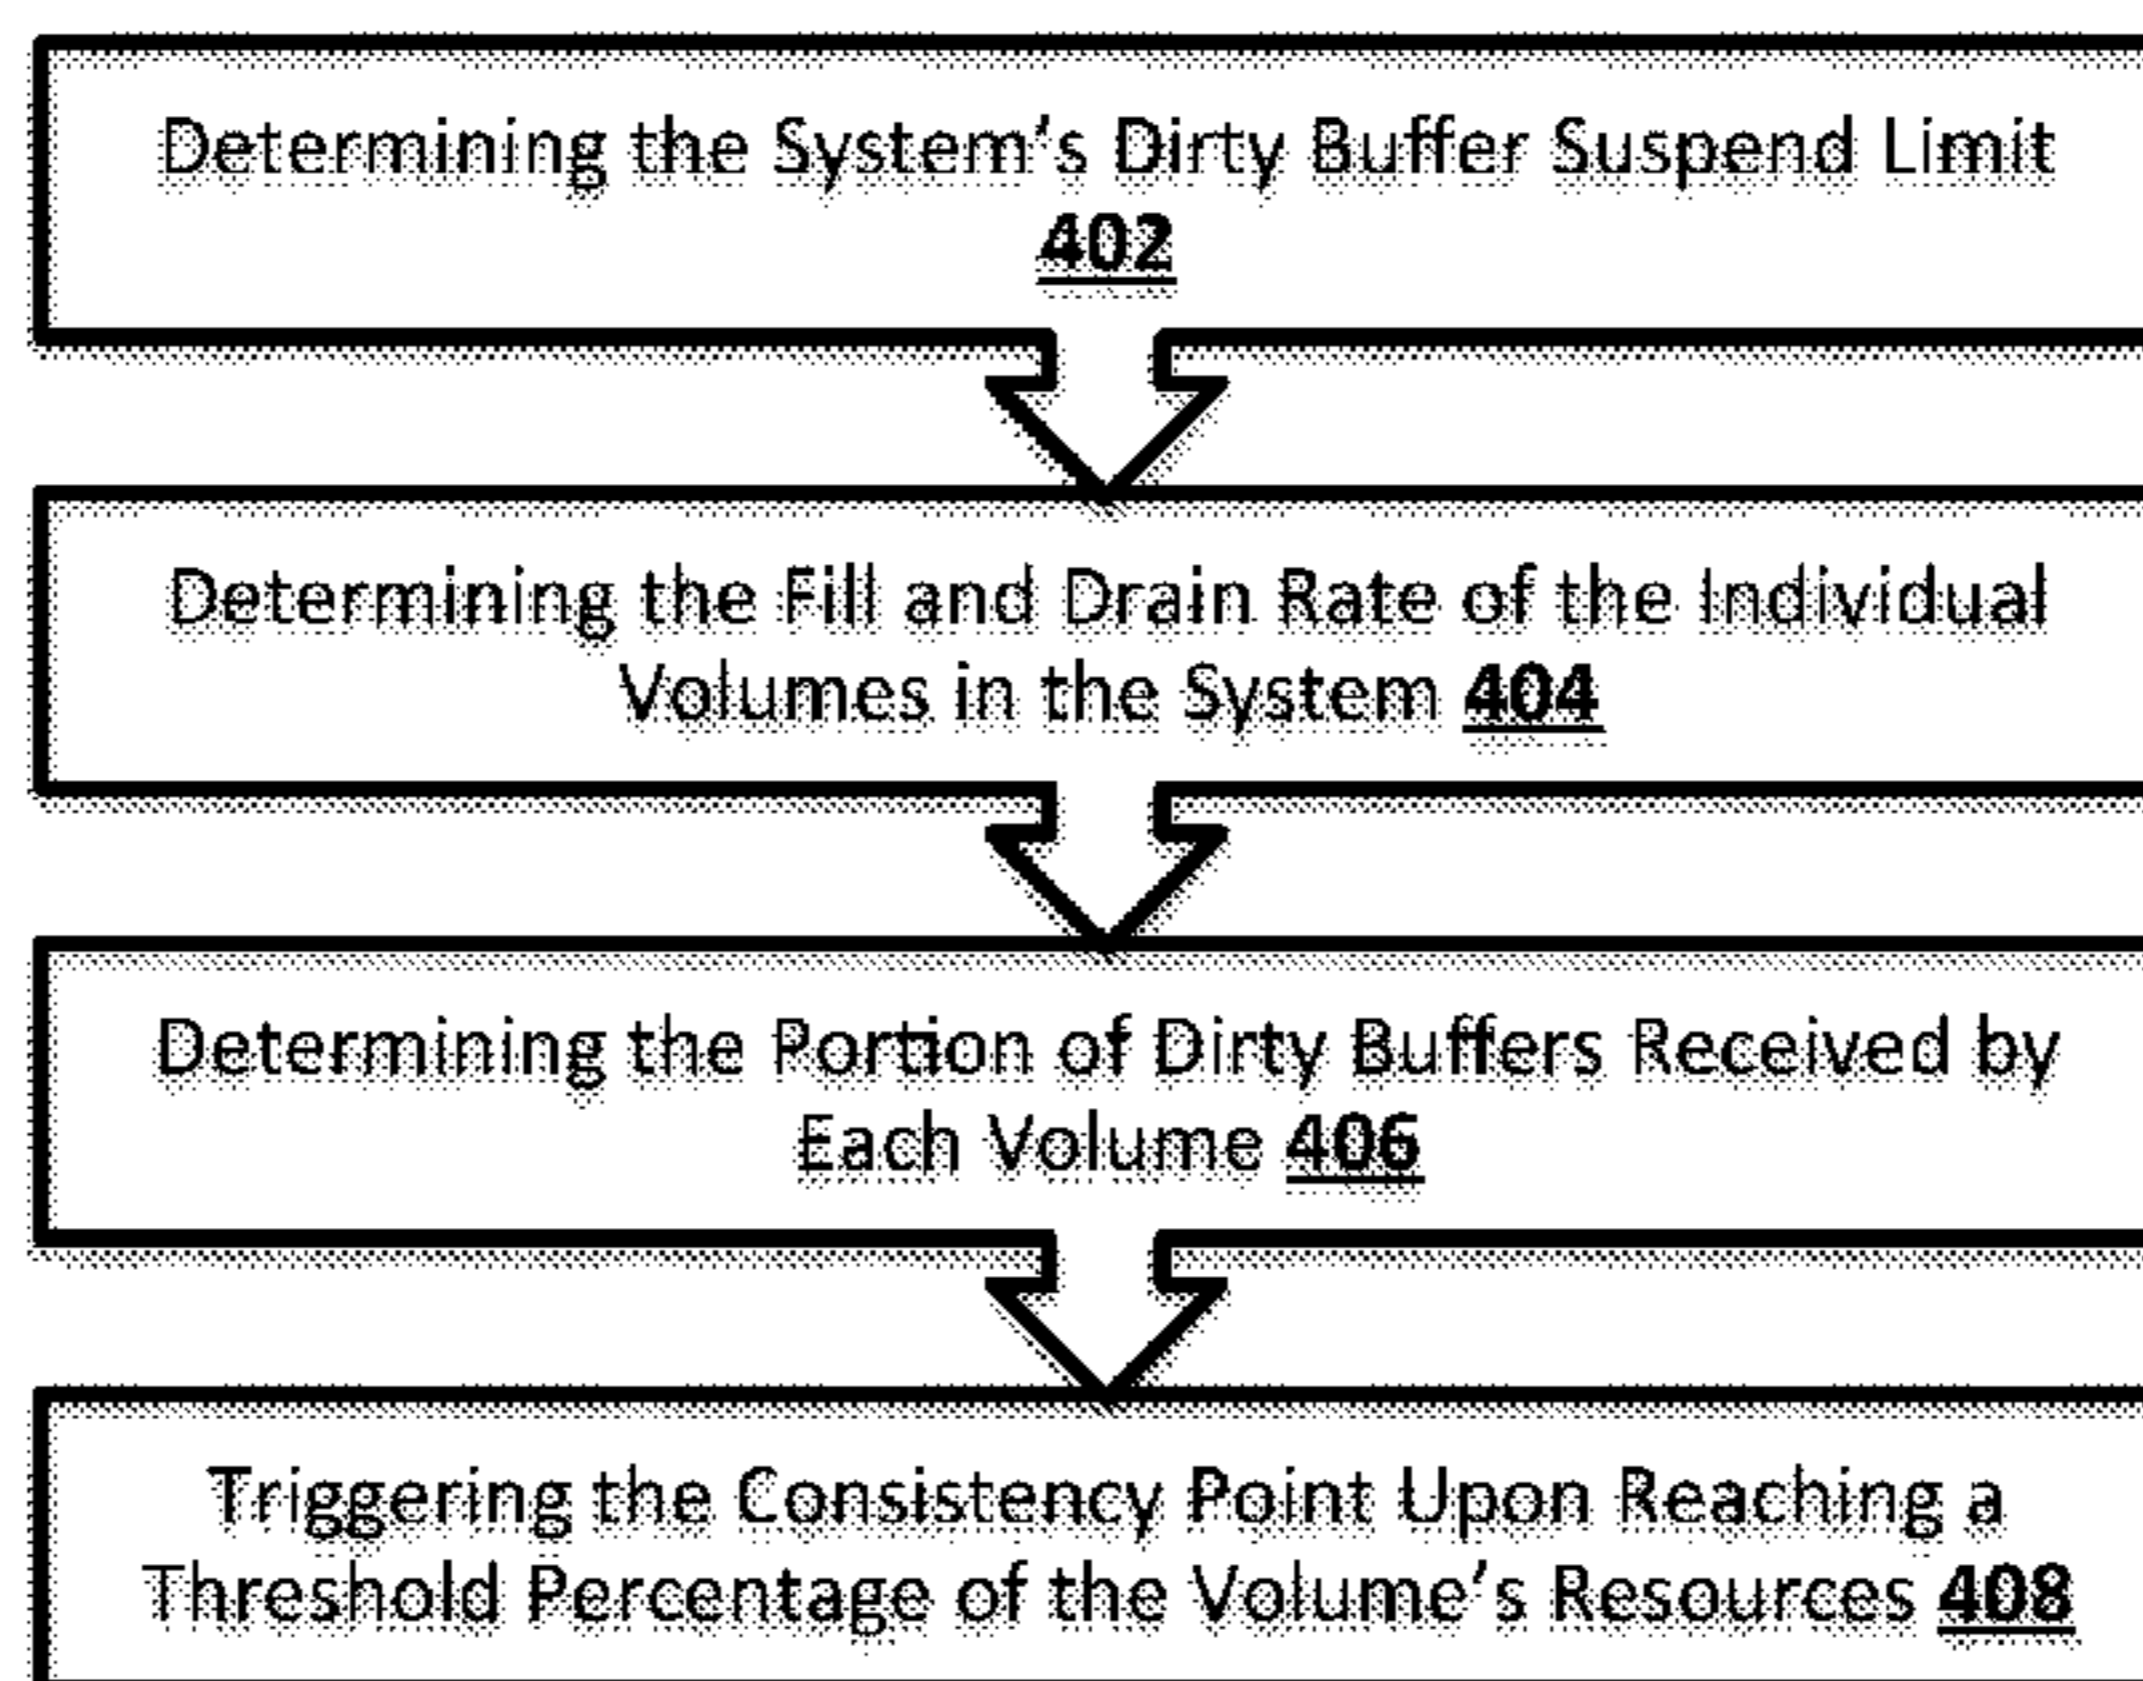 Determining the System's Dirty Buffer Suspend Limit
402
Determining the Fill and Drain Rate of the Individual
Volumes in the System 404
Determining the Portion of Dirty Buffers Received by
Each Volume 406
Triggering the Consistency Point Upon Reaching a
Threshold Percentage of the Volume's Resources 408